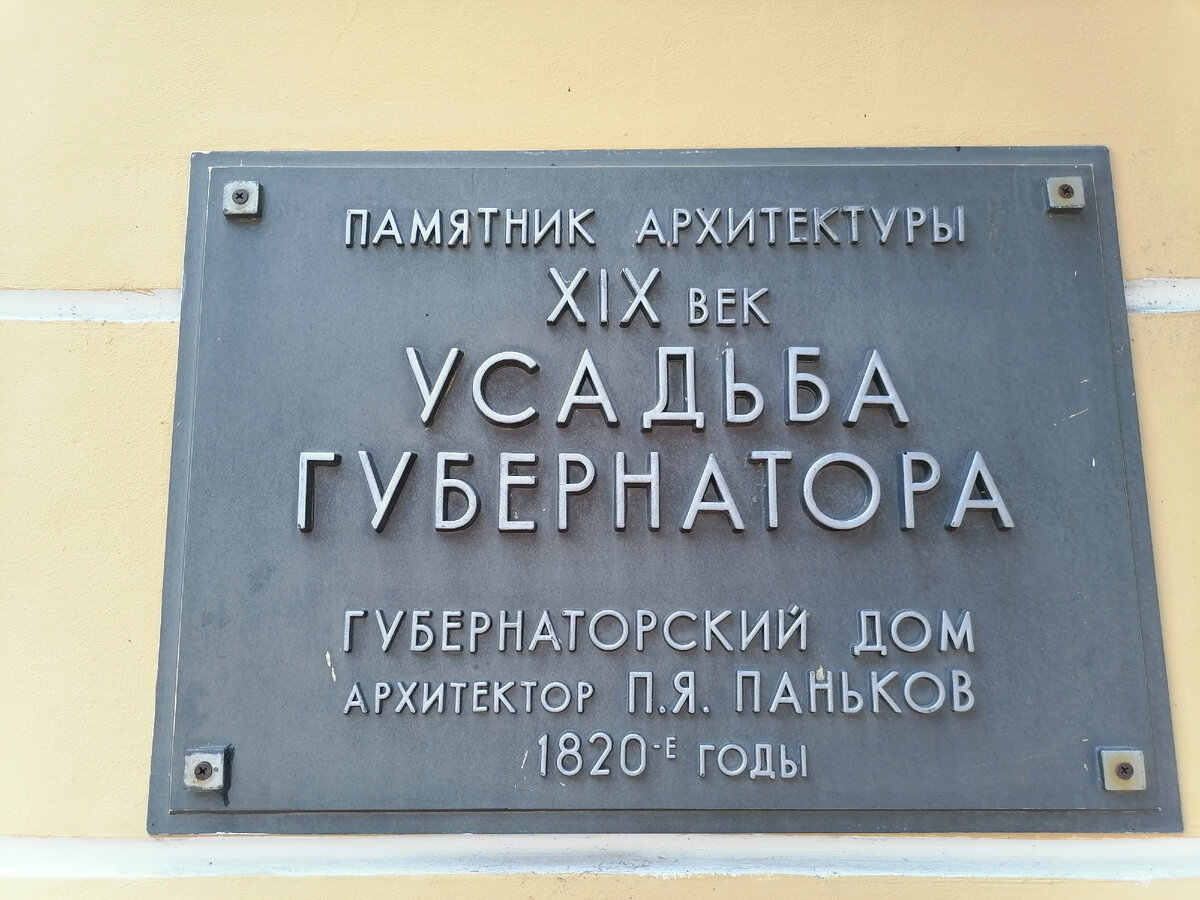 ПАМЯТНИК АРХИТЕКТУРЫ
XIX ВЕК
УСАДЬБА
ГУБЕРНАТОРА
ГУБЕРНАТОРСКИЙ ДОМ
АРХИТЕКТОР П.Я. ПАНЬКОВ
1820-Е ГОДЫ